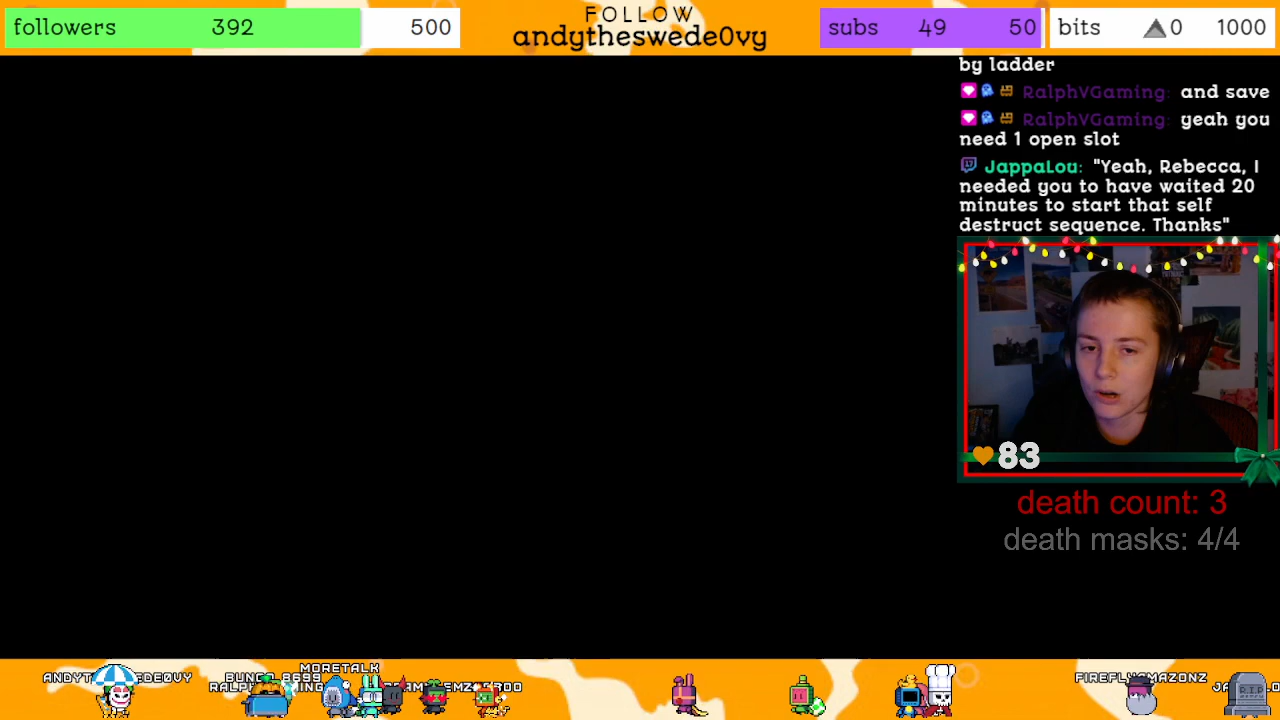 followers 392 500
FOLLOW
andytheswede0vy
subs 49 50
bits 0 1000
by ladder
RalphVGaming: and save
RalphVGaming: yeah you
need 1 open slot
JappaLou: "Yeah, Rebecca, I
needed you to have waited 20
minutes to start that self
destruct sequence. Thanks"
83
death count: 3
death masks: 4/4
MORETALK
R.I.P